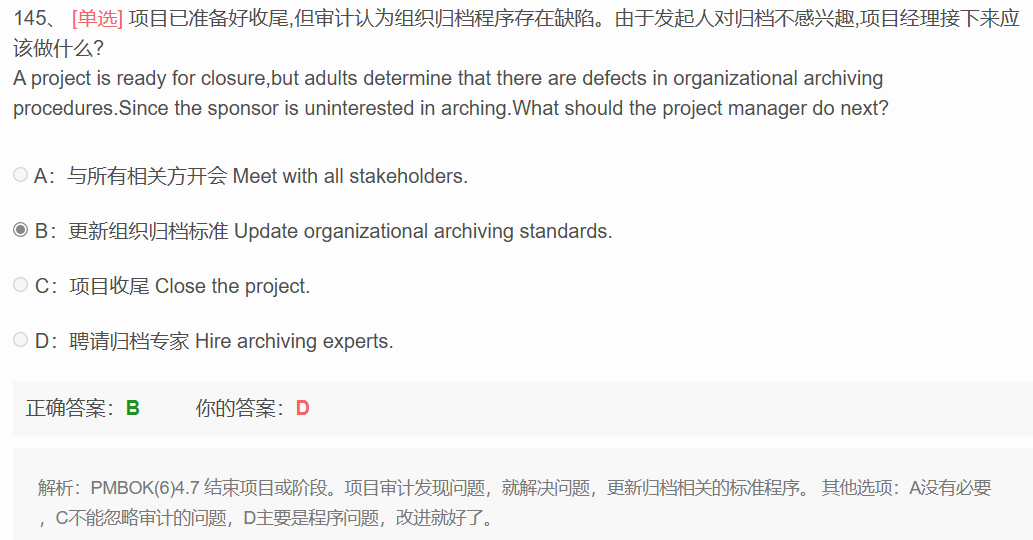 145、 [单选] 项目已准备好收尾,但审计认为组织归档程序存在缺陷。由于发起人对归档不感兴趣,项目经理接下来应
该做什么?
A project is ready for closure,but adults determine that there are defects in organizational archiving
procedures.Since the sponsor is uninterested in arching.What should the project manager do next?
A：与所有相关方开会 Meet with all stakeholders.
B：更新组织归档标准 Update organizational archiving standards.
C：项目收尾 Close the project.
D：聘请归档专家 Hire archiving experts.
正确答案：B 你的答案：D
解析：PMBOK(6)4.7 结束项目或阶段。项目审计发现问题，就解决问题，更新归档相关的标准程序。 其他选项：A没有必要
，C不能忽略审计的问题，D主要是程序问题，改进就好了。